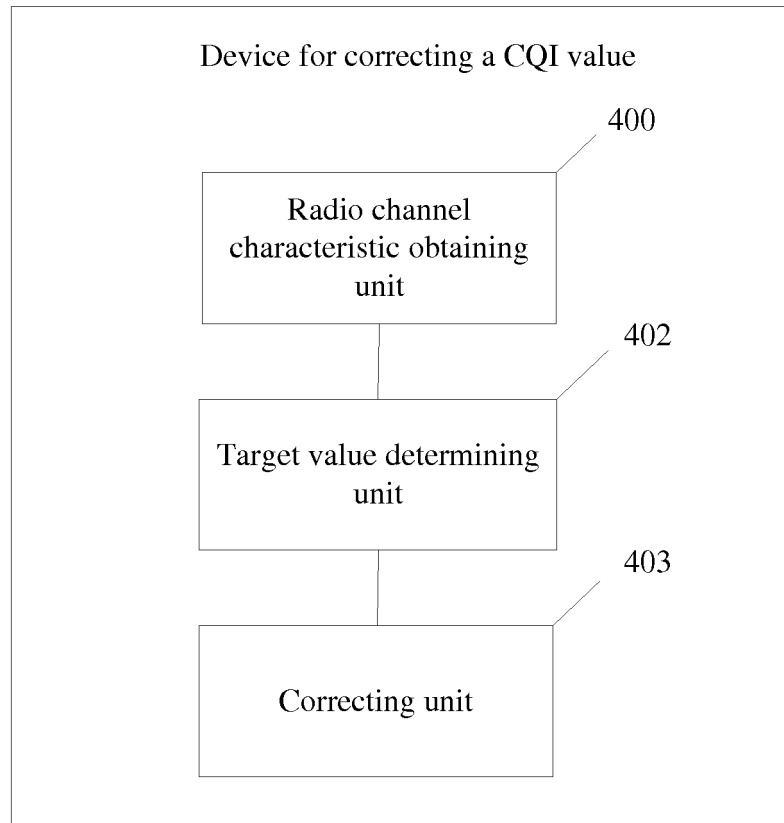 Device for correcting a CQI value
400
Radio channel
characteristic obtaining
unit
402
Target value determining
unit
403
Correcting unit